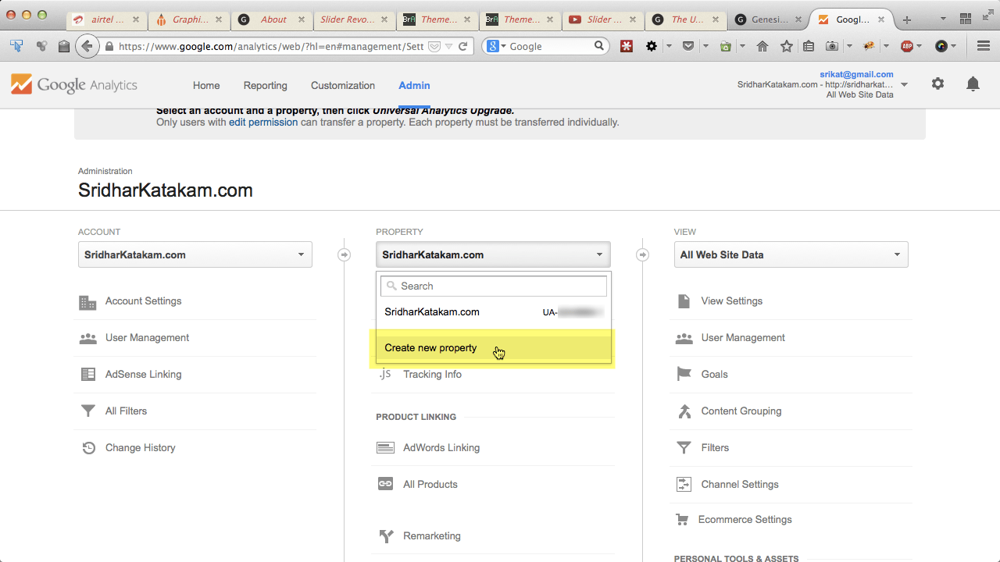 airtel ...
Graphi...
About
Slider Revo...
Theme...
Theme...
Slider ...
The U...
Genesi...
Googl...
https://www.google.com/analytics/web/?hl=en#management/Sett
Google
Google Analytics
Home
Reporting
Customization
Admin
srikat@gmail.com
SridharKatakam.com - http://sridharkat...
All Web Site Data
Select an account and a property, then click Universal Analytics Upgrade.
Only users with edit permission can transfer a property. Each property must be transferred individually.
Administration
SridharKatakam.com
ACCOUNT
SridharKatakam.com
Account Settings
User Management
AdSense Linking
All Filters
Change History
PROPERTY
SridharKatakam.com
Search
SridharKatakam.com UA-
Create new property
.js Tracking Info
PRODUCT LINKING
AdWords Linking
All Products
Remarketing
VIEW
All Web Site Data
View Settings
User Management
Goals
Content Grouping
Filters
Channel Settings
Ecommerce Settings
PERSONAL TOOLS & ASSETS